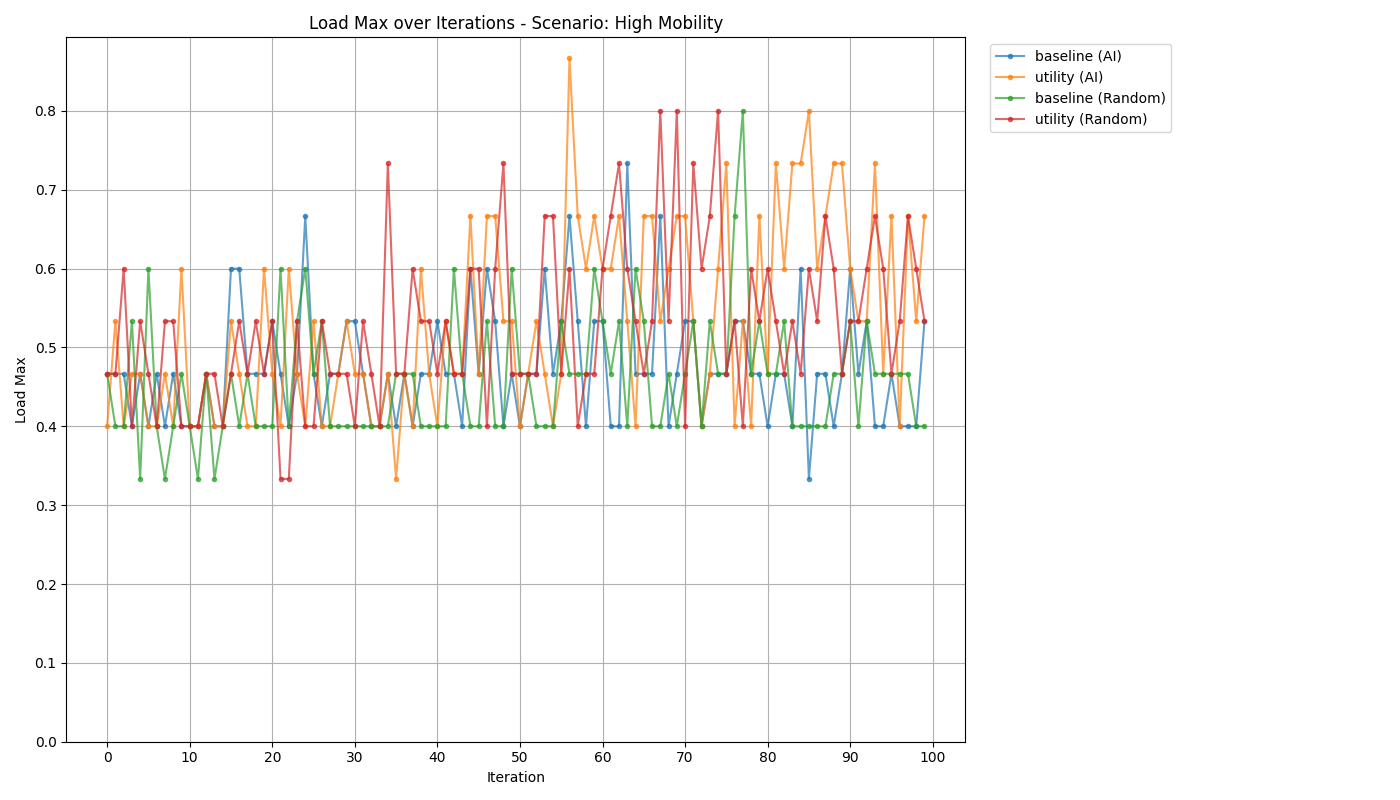 Load Max over Iterations - Scenario: High Mobility
baseline (AI)
utility (AI)
baseline (Random)
utility (Random)
Load Max
0.8
0.7
0.6
0.5
0.4
0.3
0.2
0.1
0.0
0 10 20 30 40 50 60 70 80 90 100
Iteration